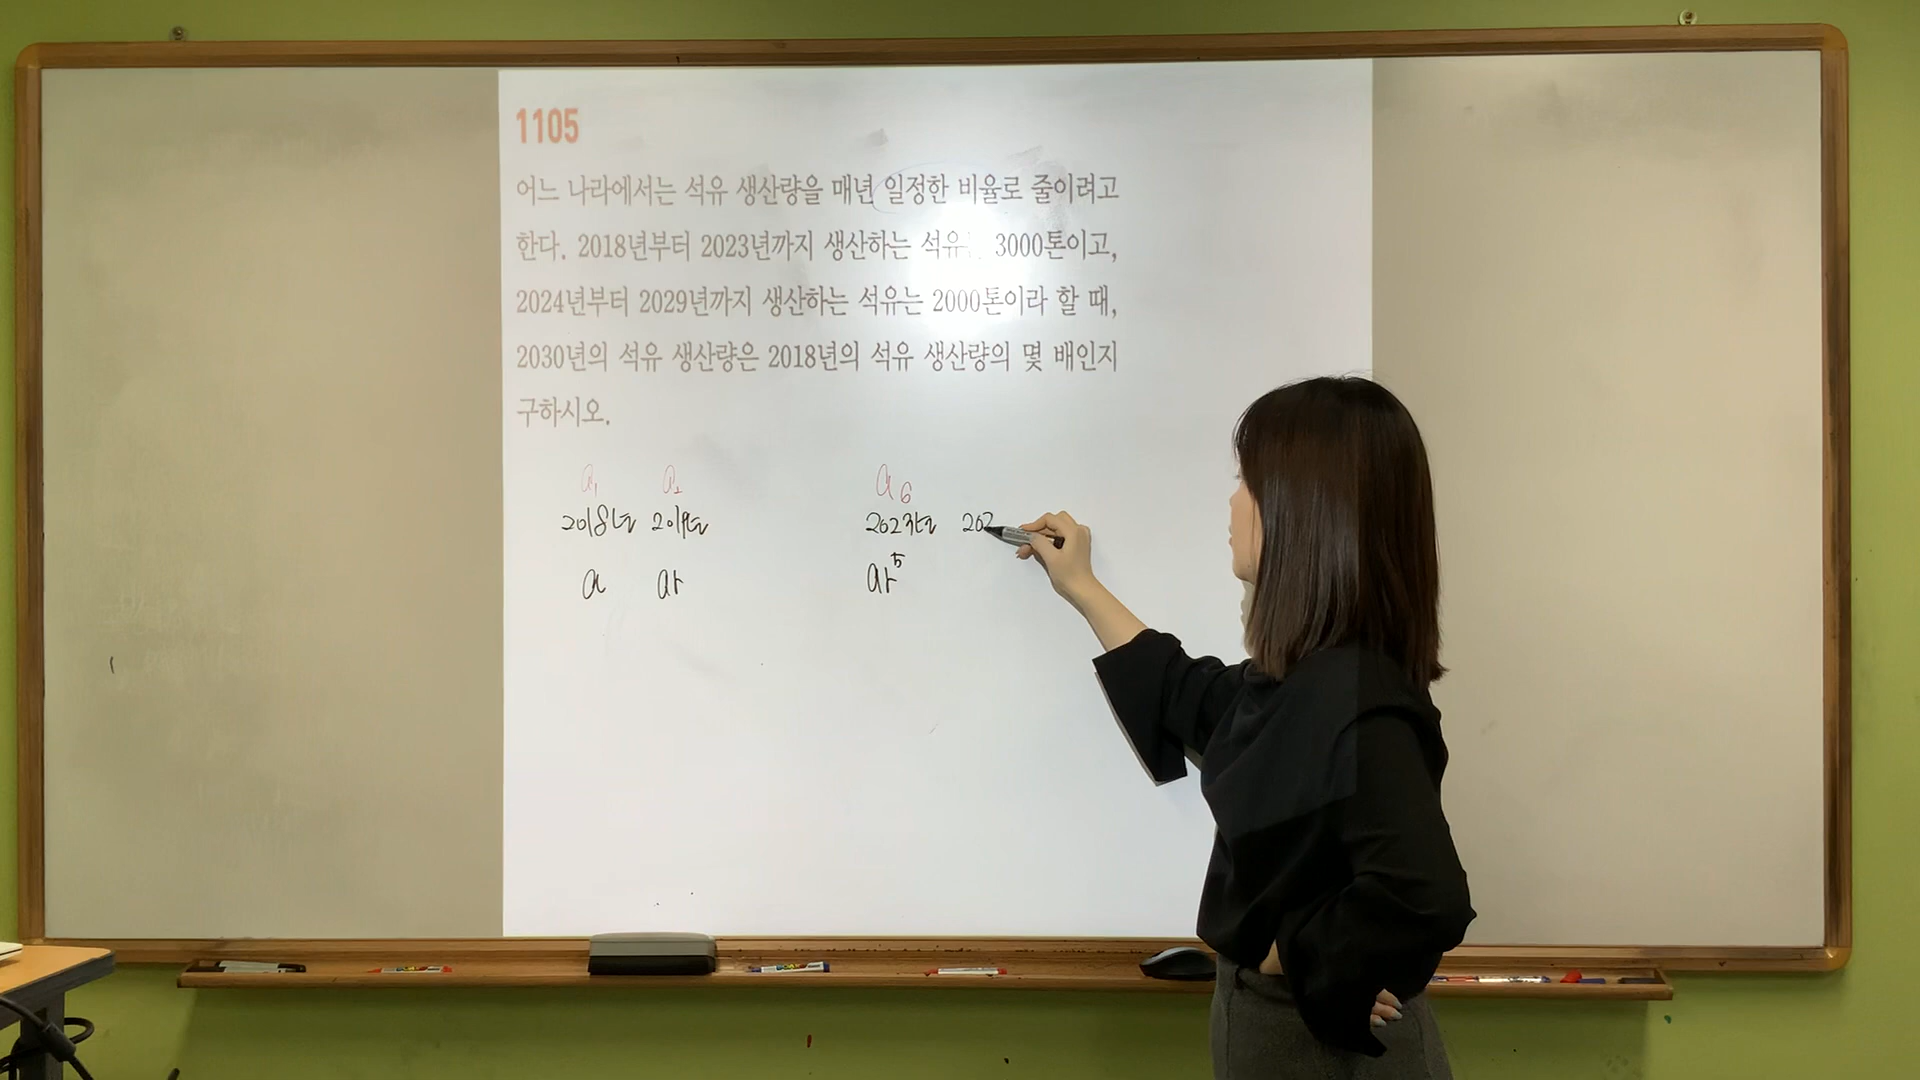 1105
어느 나라에서는 석유 생산량을 매년 일정한 비율로 줄이려고
한다. 2018년부터 2023년까지 생산하는 석유는 3000톤이고,
2024년부터 2029년까지 생산하는 석유는 2000톤이라 할 때,
2030년의 석유 생산량은 2018년의 석유 생산량의 몇 배인지
구하시오.
a₁ a₂ a₆
2018년 2019년 2023년 202
a ar ar⁵